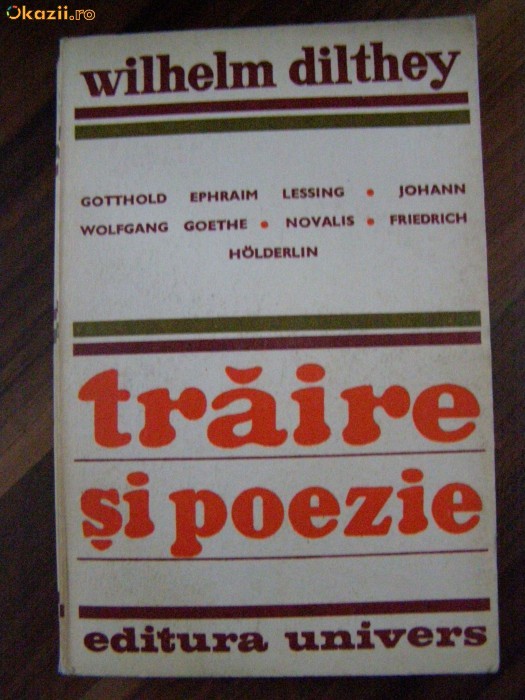 Okazii.ro
wilhelm dilthey
GOTTHOLD EPHRAIM LESSING • JOHANN
WOLFGANG GOETHE • NOVALIS • FRIEDRICH
HÖLDERLIN
trăire
și poezie
editura univers